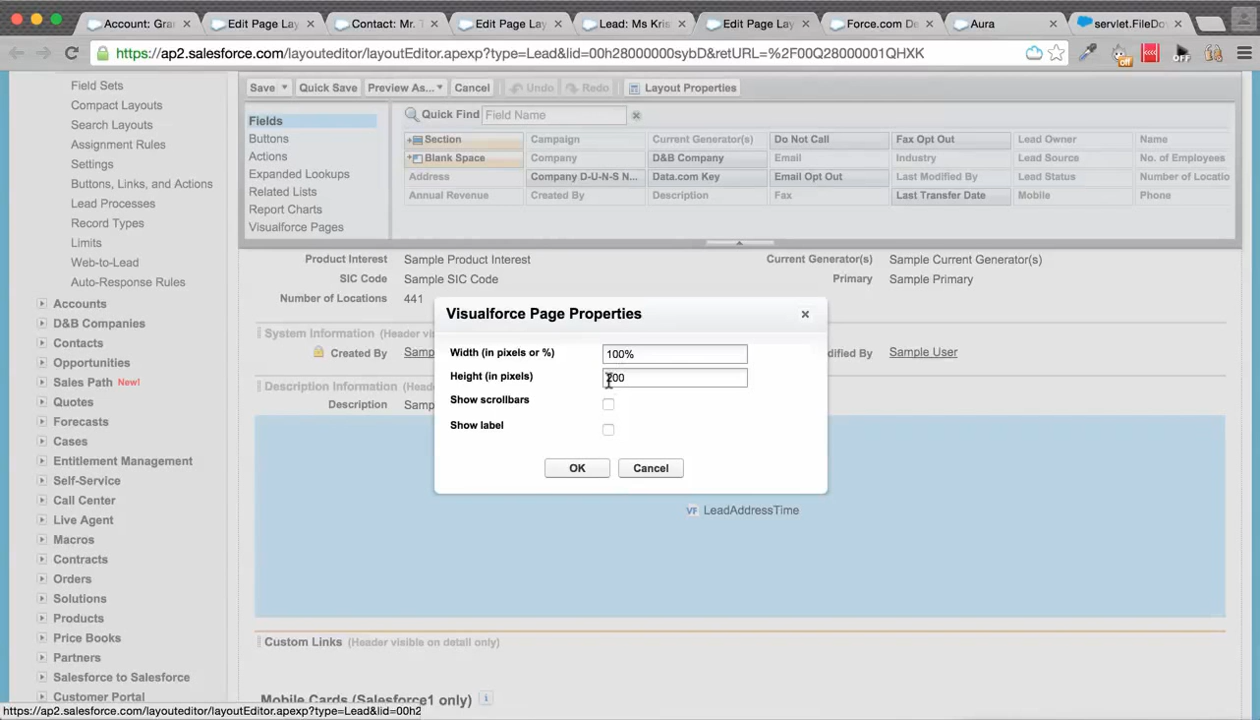 Account: Gran
Edit Page Lay
Contact: Mr. T
Edit Page Lay
Lead: Ms Kris
Edit Page Lay
Force.com De
Aura
servlet.FileDov
https://ap2.salesforce.com/layouteditor/layoutEditor.apexp?type=Lead&lid=00h28000000sybD&retURL=%2F00Q28000001QHXK
off
OFF
Field Sets
Compact Layouts
Search Layouts
Assignment Rules
Settings
Buttons, Links, and Actions
Lead Processes
Record Types
Limits
Web-to-Lead
Auto-Response Rules
Accounts
D&B Companies
Contacts
Opportunities
Sales Path New!
Quotes
Forecasts
Cases
Entitlement Management
Self-Service
Call Center
Live Agent
Macros
Contracts
Orders
Solutions
Products
Price Books
Partners
Salesforce to Salesforce
Customer Portal
Save Quick Save Preview As... Cancel Undo Redo Layout Properties
Fields
Buttons
Actions
Expanded Lookups
Related Lists
Report Charts
Visualforce Pages
Quick Find Field Name
Section Campaign Current Generator(s) Do Not Call Fax Opt Out Lead Owner Name
Blank Space Company D&B Company Email Industry Lead Source No. of Employees
Address Company D-U-N-S N... Data.com Key Email Opt Out Last Modified By Lead Status Number of Locatio
Annual Revenue Created By Description Fax Last Transfer Date Mobile Phone
Product Interest Sample Product Interest Current Generator(s) Sample Current Generator(s)
SIC Code Sample SIC Code Primary Sample Primary
Number of Locations 441
System Information (Header vi
Created By Samp
dified By Sample User
Description Information (Head
Description Samp
Visualforce Page Properties
Width (in pixels or %) 100%
Height (in pixels) 200
Show scrollbars
Show label
OK Cancel
VF LeadAddressTime
Custom Links (Header visible on detail only)
Mobile Cards (Salesforce1 only) i
https://ap2.salesforce.com/layouteditor/layoutEditor.apexp?type=Lead&lid=00h2